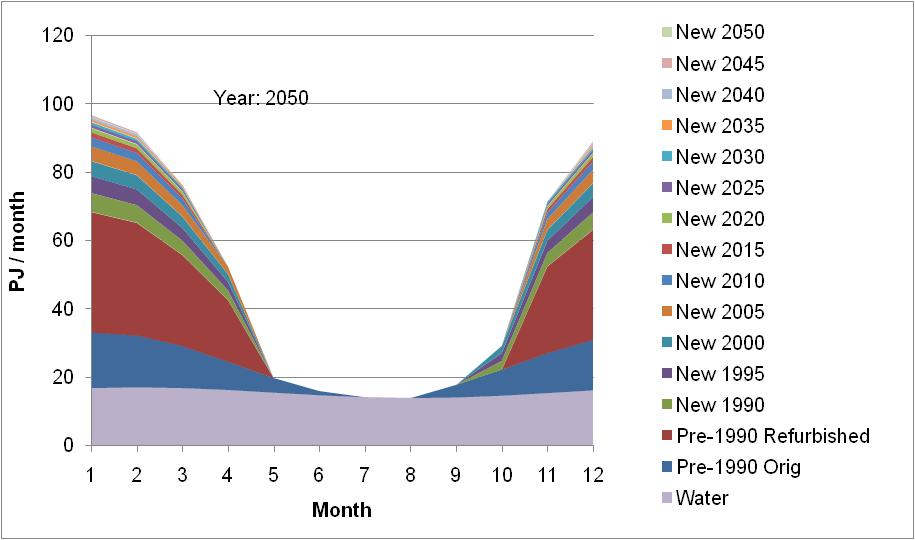 120
100
80
60
40
20
0
PJ / month
Year: 2050
1 2 3 4 5 6 7 8 9 10 11 12
Month
New 2050
New 2045
New 2040
New 2035
New 2030
New 2025
New 2020
New 2015
New 2010
New 2005
New 2000
New 1995
New 1990
Pre-1990 Refurbished
Pre-1990 Orig
Water